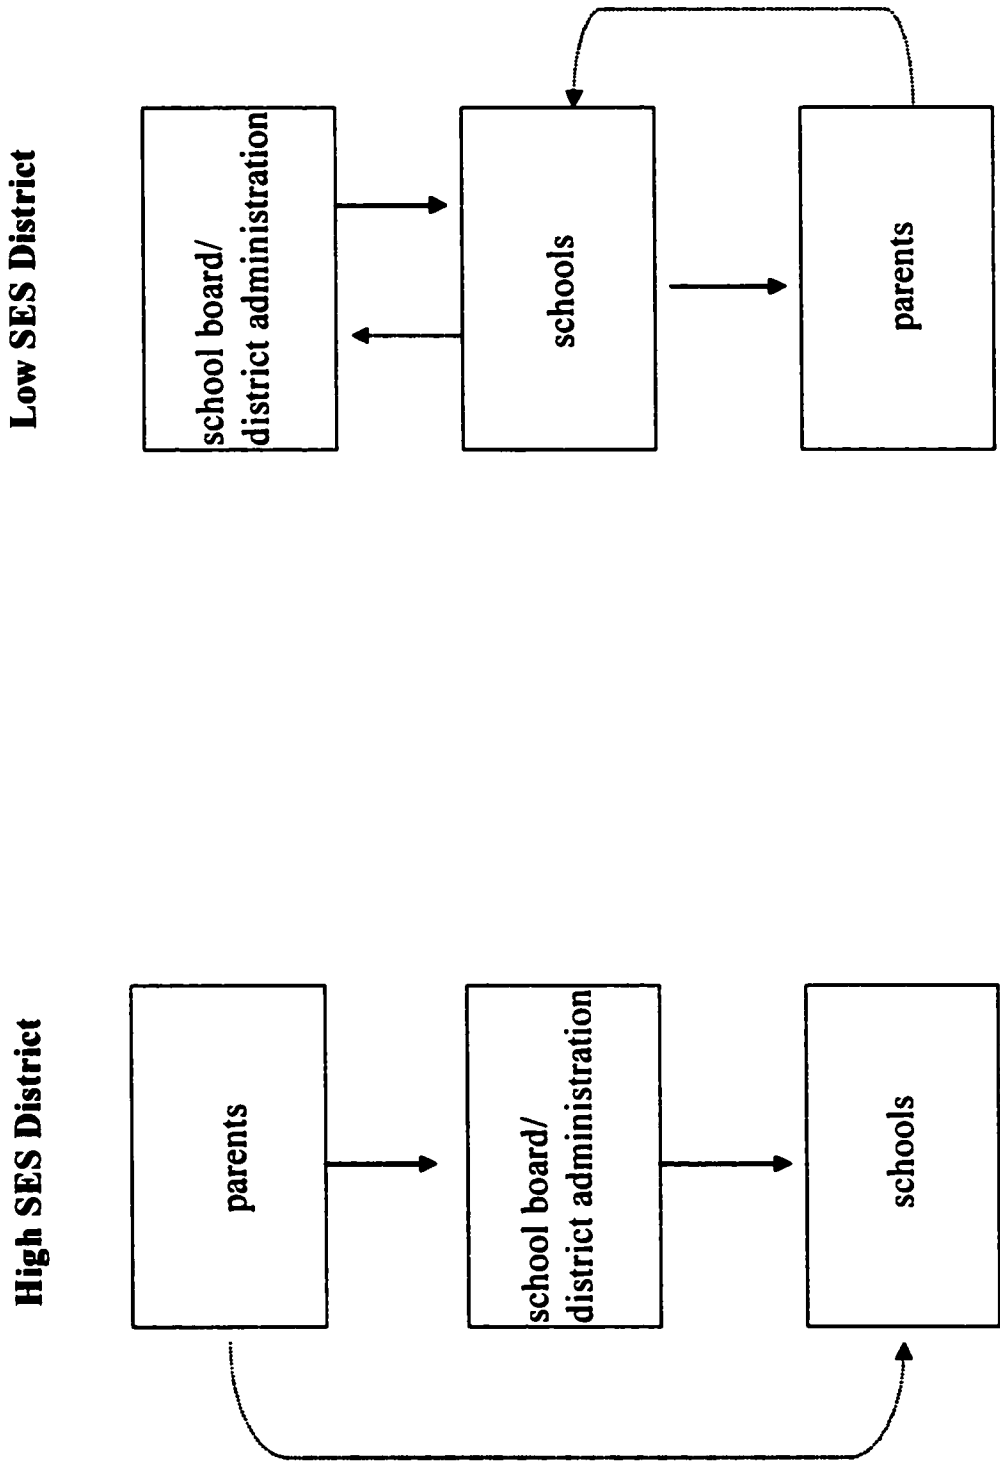 High SES District
parents
school board/
district administration
schools
Low SES District
school board/
district administration
schools
parents